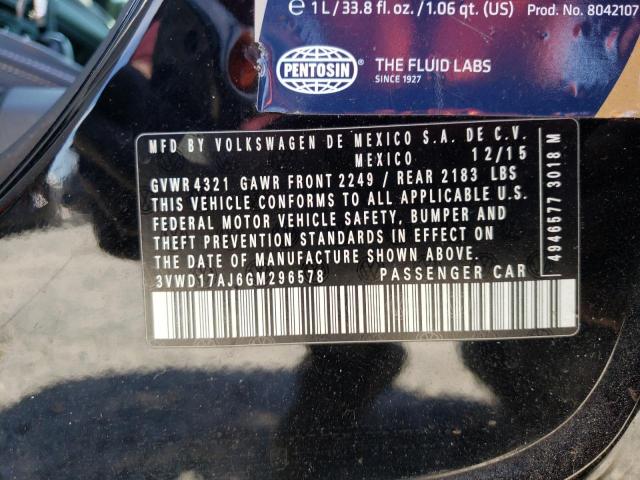 e 1 L / 33.8 fl. oz. / 1.06 qt. (US) Prod. No. 8042107
PENTOSIN
THE FLUID LABS
SINCE 1927
MFD BY VOLKSWAGEN DE MEXICO S.A. DE C.V.
MEXICO 12/15
GVWR 4321 GAWR FRONT 2249 / REAR 2183 LBS
THIS VEHICLE CONFORMS TO ALL APPLICABLE U.S.
FEDERAL MOTOR VEHICLE SAFETY, BUMPER AND
THEFT PREVENTION STANDARDS IN EFFECT ON
THE DATE OF MANUFACTURE SHOWN ABOVE.
3VWD17AJ6GM296578 PASSENGER CAR
4946577 3018 M